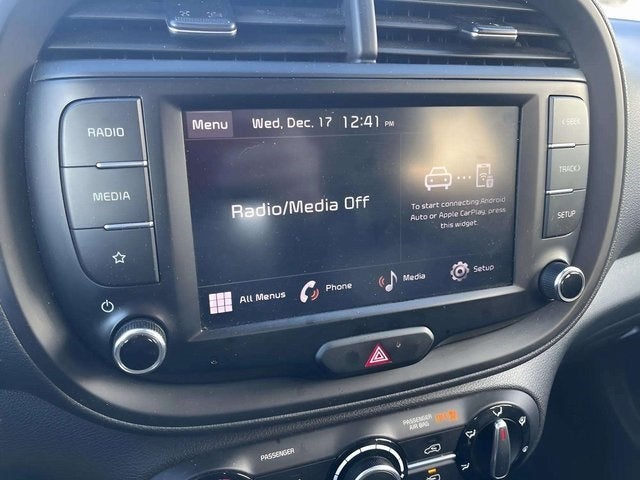 RADIO
MEDIA
Menu
Wed, Dec. 17 12:41 PM
Radio/Media Off
To start connecting Android
Auto or Apple CarPlay, press
this widget.
All Menus
Phone
Media
Setup
< SEEK
TRACK >
SETUP
PASSENGER
AIR BAG
PASSENGER